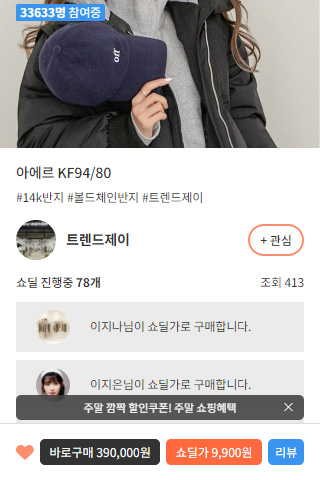 33633명 참여중
아에르 KF94/80
#14k반지 #볼드체인반지 #트렌드제이
트렌드제이
+ 관심
쇼딜 진행중 78개
조회 413
이지나님이 쇼딜가로 구매합니다.
이지은님이 쇼딜가로 구매합니다.
주말 깜짝 할인쿠폰! 주말 쇼핑혜택
바로구매 390,000원
쇼딜가 9,900원
리뷰